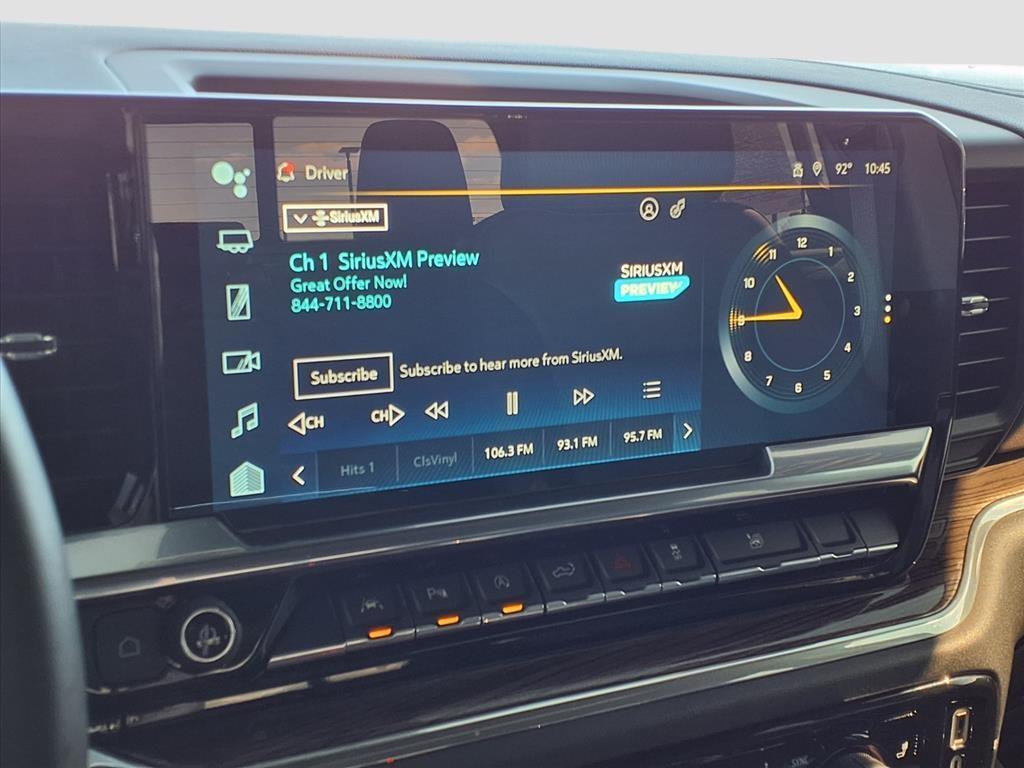 Driver
92° 10:45
SiriusXM
Ch 1 SiriusXM Preview
Great Offer Now!
844-711-8800
SIRIUSXM
PREVIEW
Subscribe
Subscribe to hear more from SiriusXM.
CH
CH
Hits 1
ClsVinyl
106.3 FM
93.1 FM
95.7 FM
12
1
2
3
4
5
6
7
8
9
10
11
SYNC